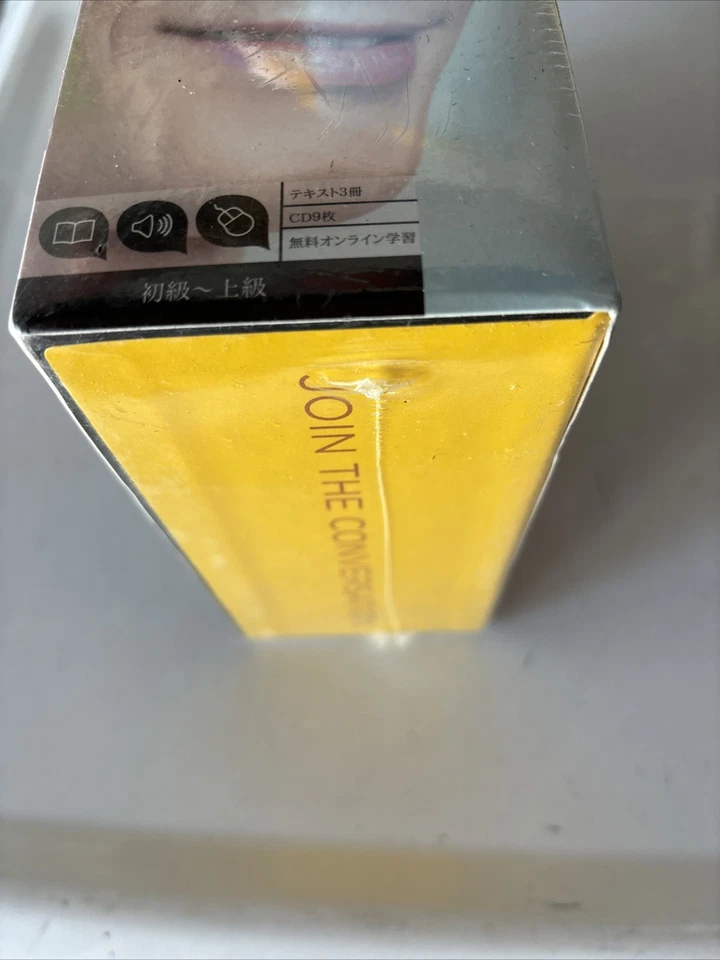 テキスト3冊
CD9枚
無料オンライン学習
初級～上級
JOIN THE CONVERSATION